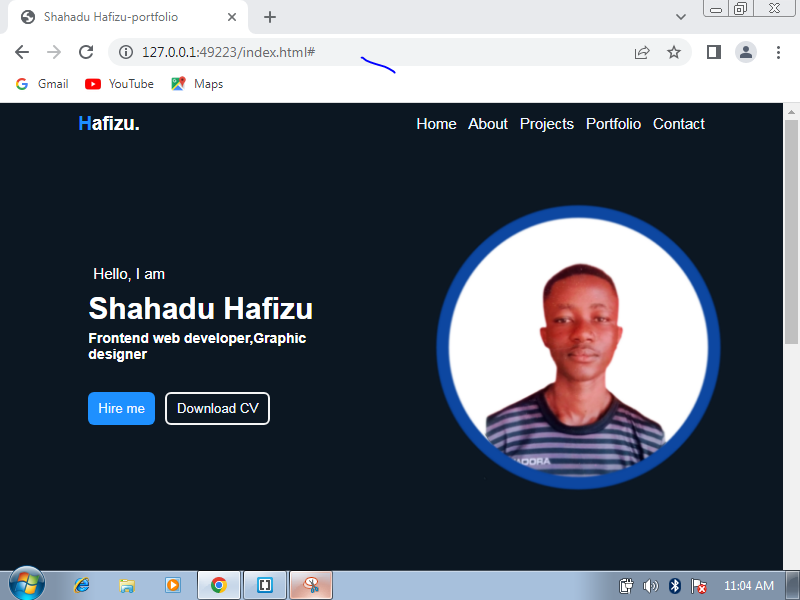 Shahadu Hafizu-portfolio
127.0.0.1:49223/index.html#
Gmail YouTube Maps
Hafizu.
Home About Projects Portfolio Contact
Hello, I am
Shahadu Hafizu
Frontend web developer,Graphic
designer
Hire me Download CV
ADORA
11:04 AM